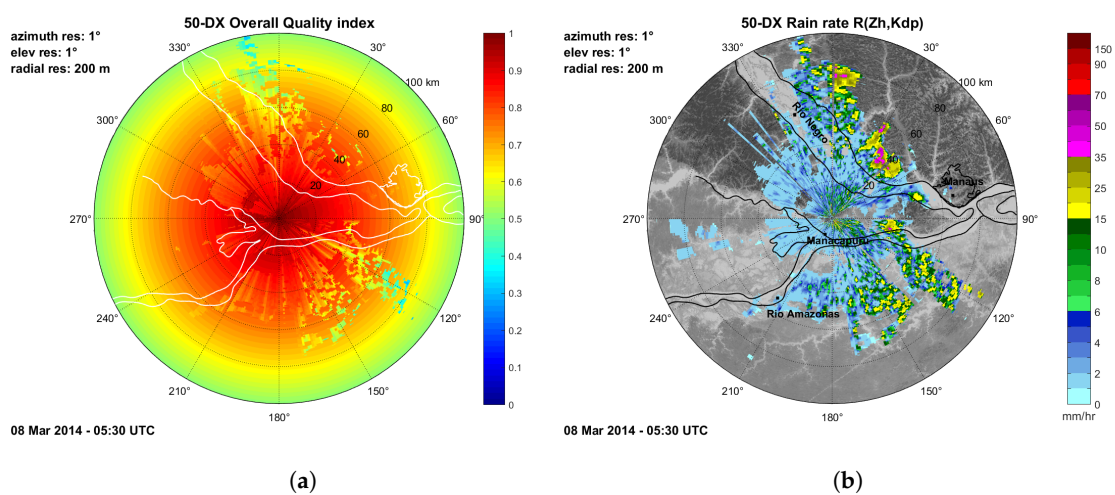 50-DX Overall Quality index
azimuth res: 1°
elev res: 1°
radial res: 200 m
330°
30°
100 km
80
60
40
20
300°
60°
270°
90°
240°
120°
210°
150°
180°
1
0.9
0.8
0.7
0.6
0.5
0.4
0.3
0.2
0.1
0
08 Mar 2014 - 05:30 UTC
(a)
50-DX Rain rate R(Zh,Kdp)
azimuth res: 1°
elev res: 1°
radial res: 200 m
330°
30°
100 km
80
60
40
20
300°
60°
Rio Negro
Manaus
270°
90°
Manacapuru
Rio Amazonas
240°
120°
210°
150°
180°
150
90
70
50
40
35
25
15
10
8
6
4
2
0
mm/hr
08 Mar 2014 - 05:30 UTC
(b)